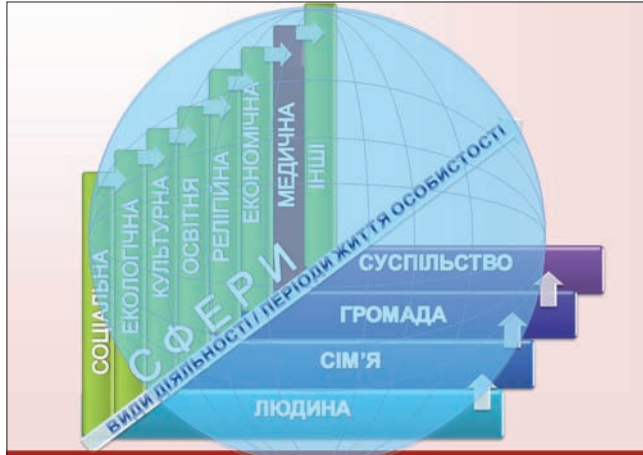 СОЦІАЛЬНА
ЕКОЛОГІЧНА
КУЛЬТУРНА
ОСВІТНЯ
РЕЛІГІЙНА
ЕКОНОМІЧНА
МЕДИЧНА
ІНШІ
СФЕРИ
ВИДИ ДІЯЛЬНОСТІ / ПЕРІОДИ ЖИТТЯ ОСОБИСТОСТІ
СУСПІЛЬСТВО
ГРОМАДА
СІМ’Я
ЛЮДИНА